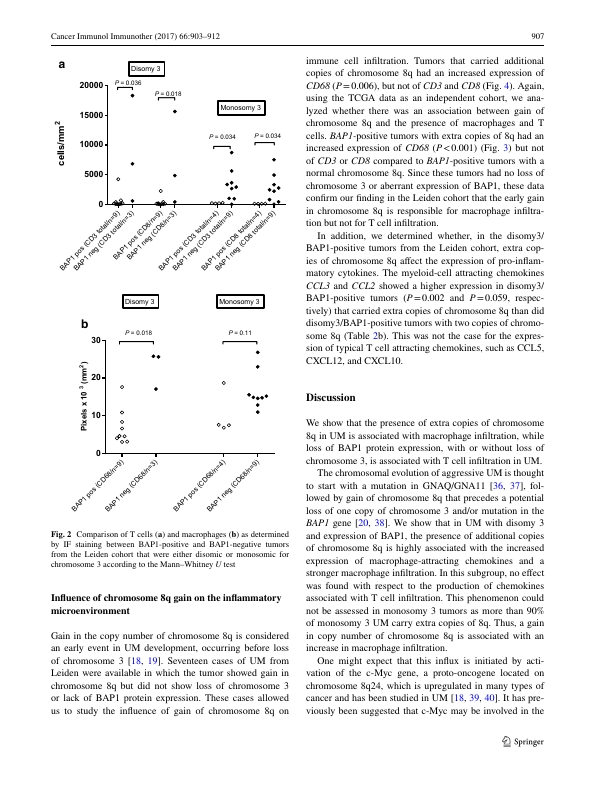 Cancer Immunol Immunother (2017) 66:903–912
907
a
Disomy 3
P = 0.036
P = 0.018
Monosomy 3
P = 0.034
P = 0.034
cells/mm²
20000
15000
10000
5000
0
BAP1 pos (CD3 total/n=9)
BAP1 neg (CD3 total/n=3)
BAP1 pos (CD8/n=9)
BAP1 neg (CD8/n=3)
BAP1 pos (CD3 total/n=4)
BAP1 neg (CD3 total/n=9)
BAP1 pos (CD8 total/n=4)
BAP1 neg (CD8 total/n=9)
Disomy 3
Monosomy 3
b
P = 0.018
P = 0.11
Pixels x 10 ³ (mm²)
30
20
10
0
BAP1 pos (CD68/n=9)
BAP1 neg (CD68/n=3)
BAP1 pos (CD68/n=4)
BAP1 neg (CD68/n=9)
Fig. 2 Comparison of T cells (a) and macrophages (b) as determined
by IF staining between BAP1-positive and BAP1-negative tumors
from the Leiden cohort that were either disomic or monosomic for
chromosome 3 according to the Mann–Whitney U test
Influence of chromosome 8q gain on the inflammatory
microenvironment
Gain in the copy number of chromosome 8q is considered
an early event in UM development, occurring before loss
of chromosome 3 [18, 19]. Seventeen cases of UM from
Leiden were available in which the tumor showed gain in
chromosome 8q but did not show loss of chromosome 3
or lack of BAP1 protein expression. These cases allowed
us to study the influence of gain of chromosome 8q on
immune cell infiltration. Tumors that carried additional
copies of chromosome 8q had an increased expression of
CD68 (P = 0.006), but not of CD3 and CD8 (Fig. 4). Again,
using the TCGA data as an independent cohort, we ana-
lyzed whether there was an association between gain of
chromosome 8q and the presence of macrophages and T
cells. BAP1-positive tumors with extra copies of 8q had an
increased expression of CD68 (P < 0.001) (Fig. 3) but not
of CD3 or CD8 compared to BAP1-positive tumors with a
normal chromosome 8q. Since these tumors had no loss of
chromosome 3 or aberrant expression of BAP1, these data
confirm our finding in the Leiden cohort that the early gain
in chromosome 8q is responsible for macrophage infiltra-
tion but not for T cell infiltration.
In addition, we determined whether, in the disomy3/
BAP1-positive tumors from the Leiden cohort, extra cop-
ies of chromosome 8q affect the expression of pro-inflam-
matory cytokines. The myeloid-cell attracting chemokines
CCL3 and CCL2 showed a higher expression in disomy3/
BAP1-positive tumors (P = 0.002 and P = 0.059, respec-
tively) that carried extra copies of chromosome 8q than did
disomy3/BAP1-positive tumors with two copies of chromo-
some 8q (Table 2b). This was not the case for the expres-
sion of typical T cell attracting chemokines, such as CCL5,
CXCL12, and CXCL10.
Discussion
We show that the presence of extra copies of chromosome
8q in UM is associated with macrophage infiltration, while
loss of BAP1 protein expression, with or without loss of
chromosome 3, is associated with T cell infiltration in UM.
The chromosomal evolution of aggressive UM is thought
to start with a mutation in GNAQ/GNA11 [36, 37], fol-
lowed by gain of chromosome 8q that precedes a potential
loss of one copy of chromosome 3 and/or mutation in the
BAP1 gene [20, 38]. We show that in UM with disomy 3
and expression of BAP1, the presence of additional copies
of chromosome 8q is highly associated with the increased
expression of macrophage-attracting chemokines and a
stronger macrophage infiltration. In this subgroup, no effect
was found with respect to the production of chemokines
associated with T cell infiltration. This phenomenon could
not be assessed in monosomy 3 tumors as more than 90%
of monosomy 3 UM carry extra copies of 8q. Thus, a gain
in copy number of chromosome 8q is associated with an
increase in macrophage infiltration.
One might expect that this influx is initiated by acti-
vation of the c-Myc gene, a proto-oncogene located on
chromosome 8q24, which is upregulated in many types of
cancer and has been studied in UM [18, 39, 40]. It has pre-
viously been suggested that c-Myc may be involved in the
Springer